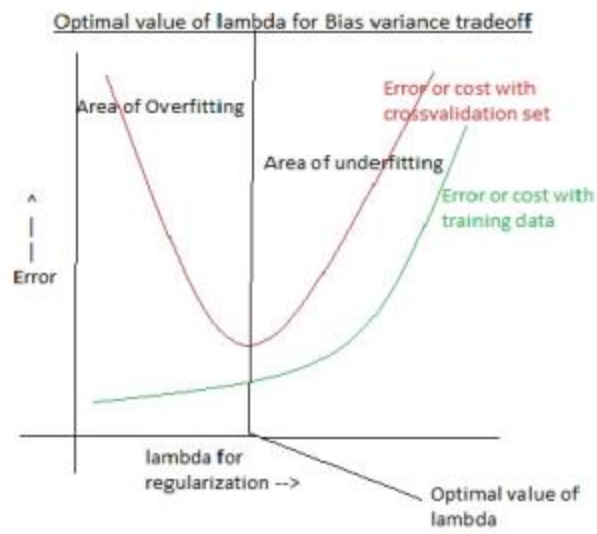 Optimal value of lambda for Bias variance tradeoff
Area of Overfitting
Error or cost with
crossvalidation set
Area of underfitting
Error or cost with
training data
^
|
|
Error
lambda for
regularization -->
Optimal value of
lambda